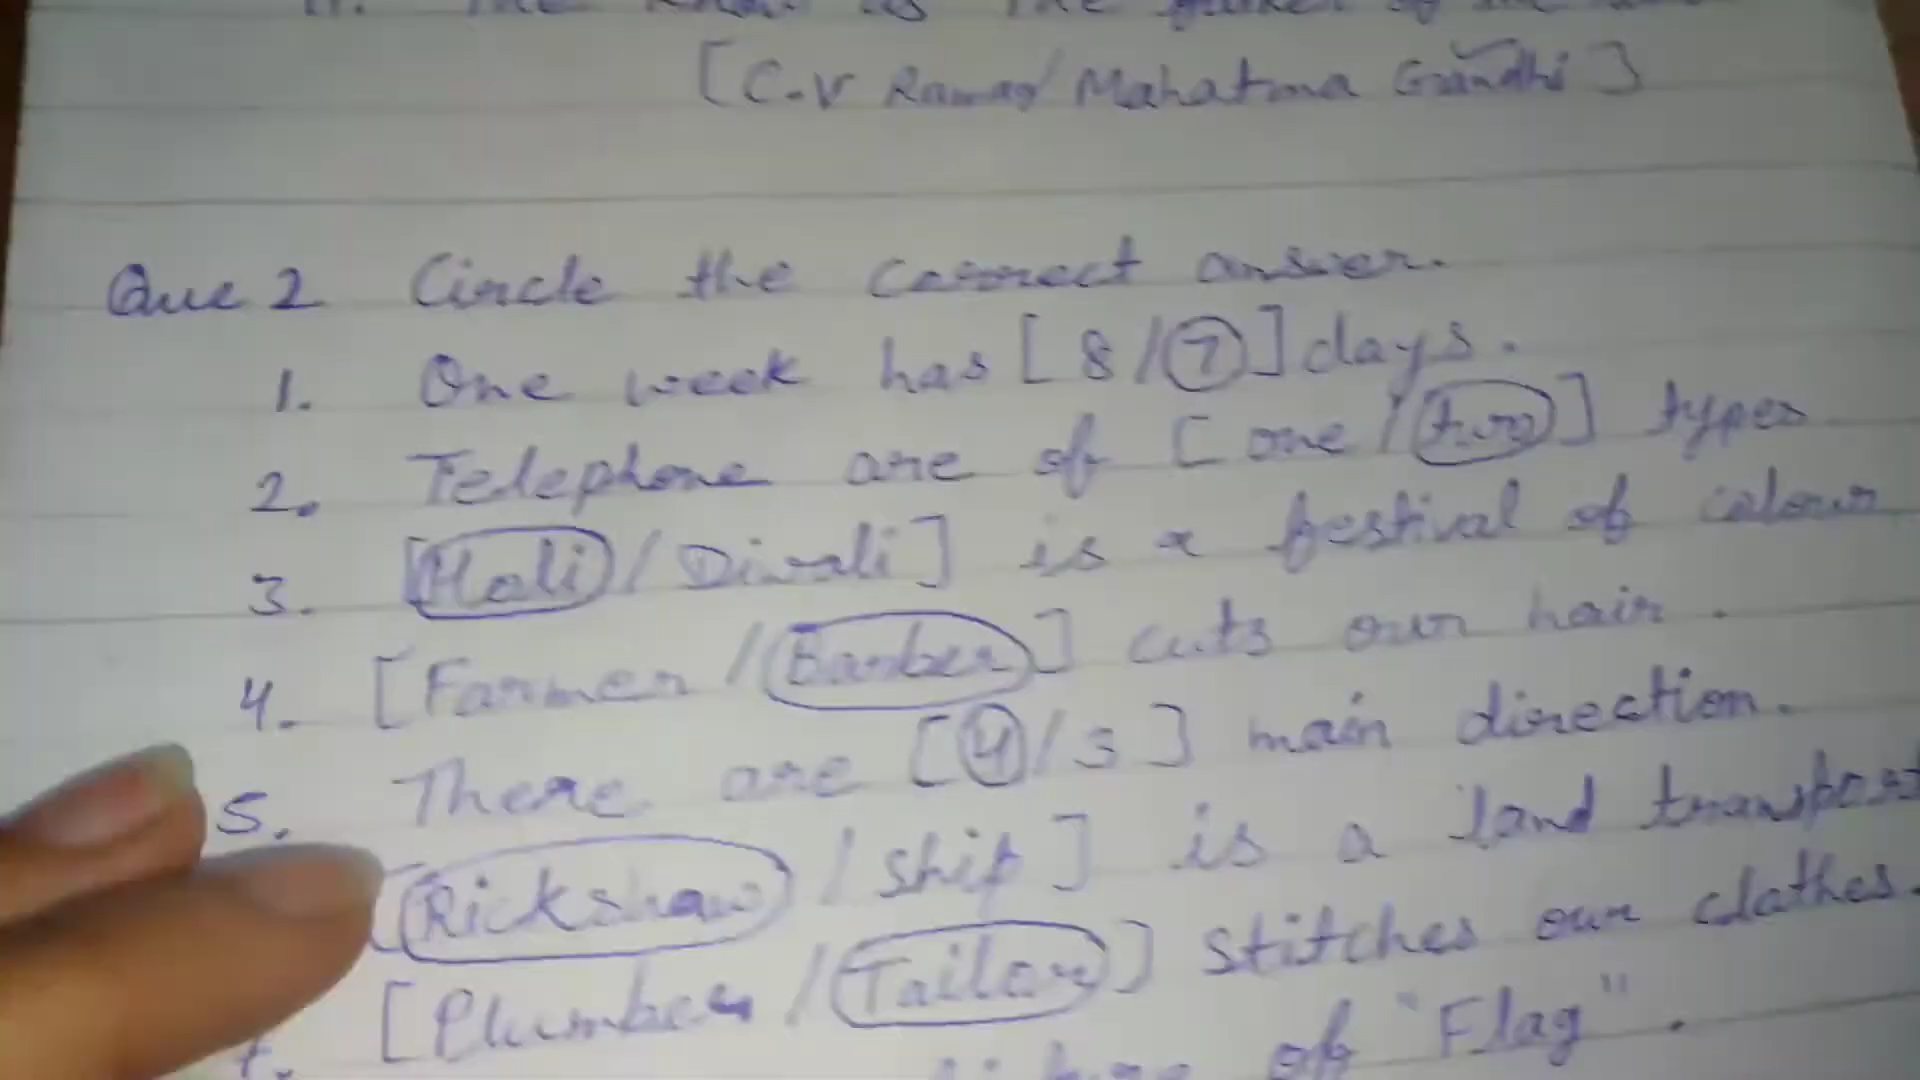 [C.V Raman/ Mahatma Gandhi]
Que 2 Circle the correct answer.
1. One week has [8/7] days.
2. Telephone are of [one/two] types
3. [Holi/Diwali] is a festival of colour
4. [Farmer/Barber] cuts our hair.
5. There are [4/3] main direction.
[Rickshaw/ship] is a land transport
[Plumber/Tailor] stitches our clothes.
of "Flag".